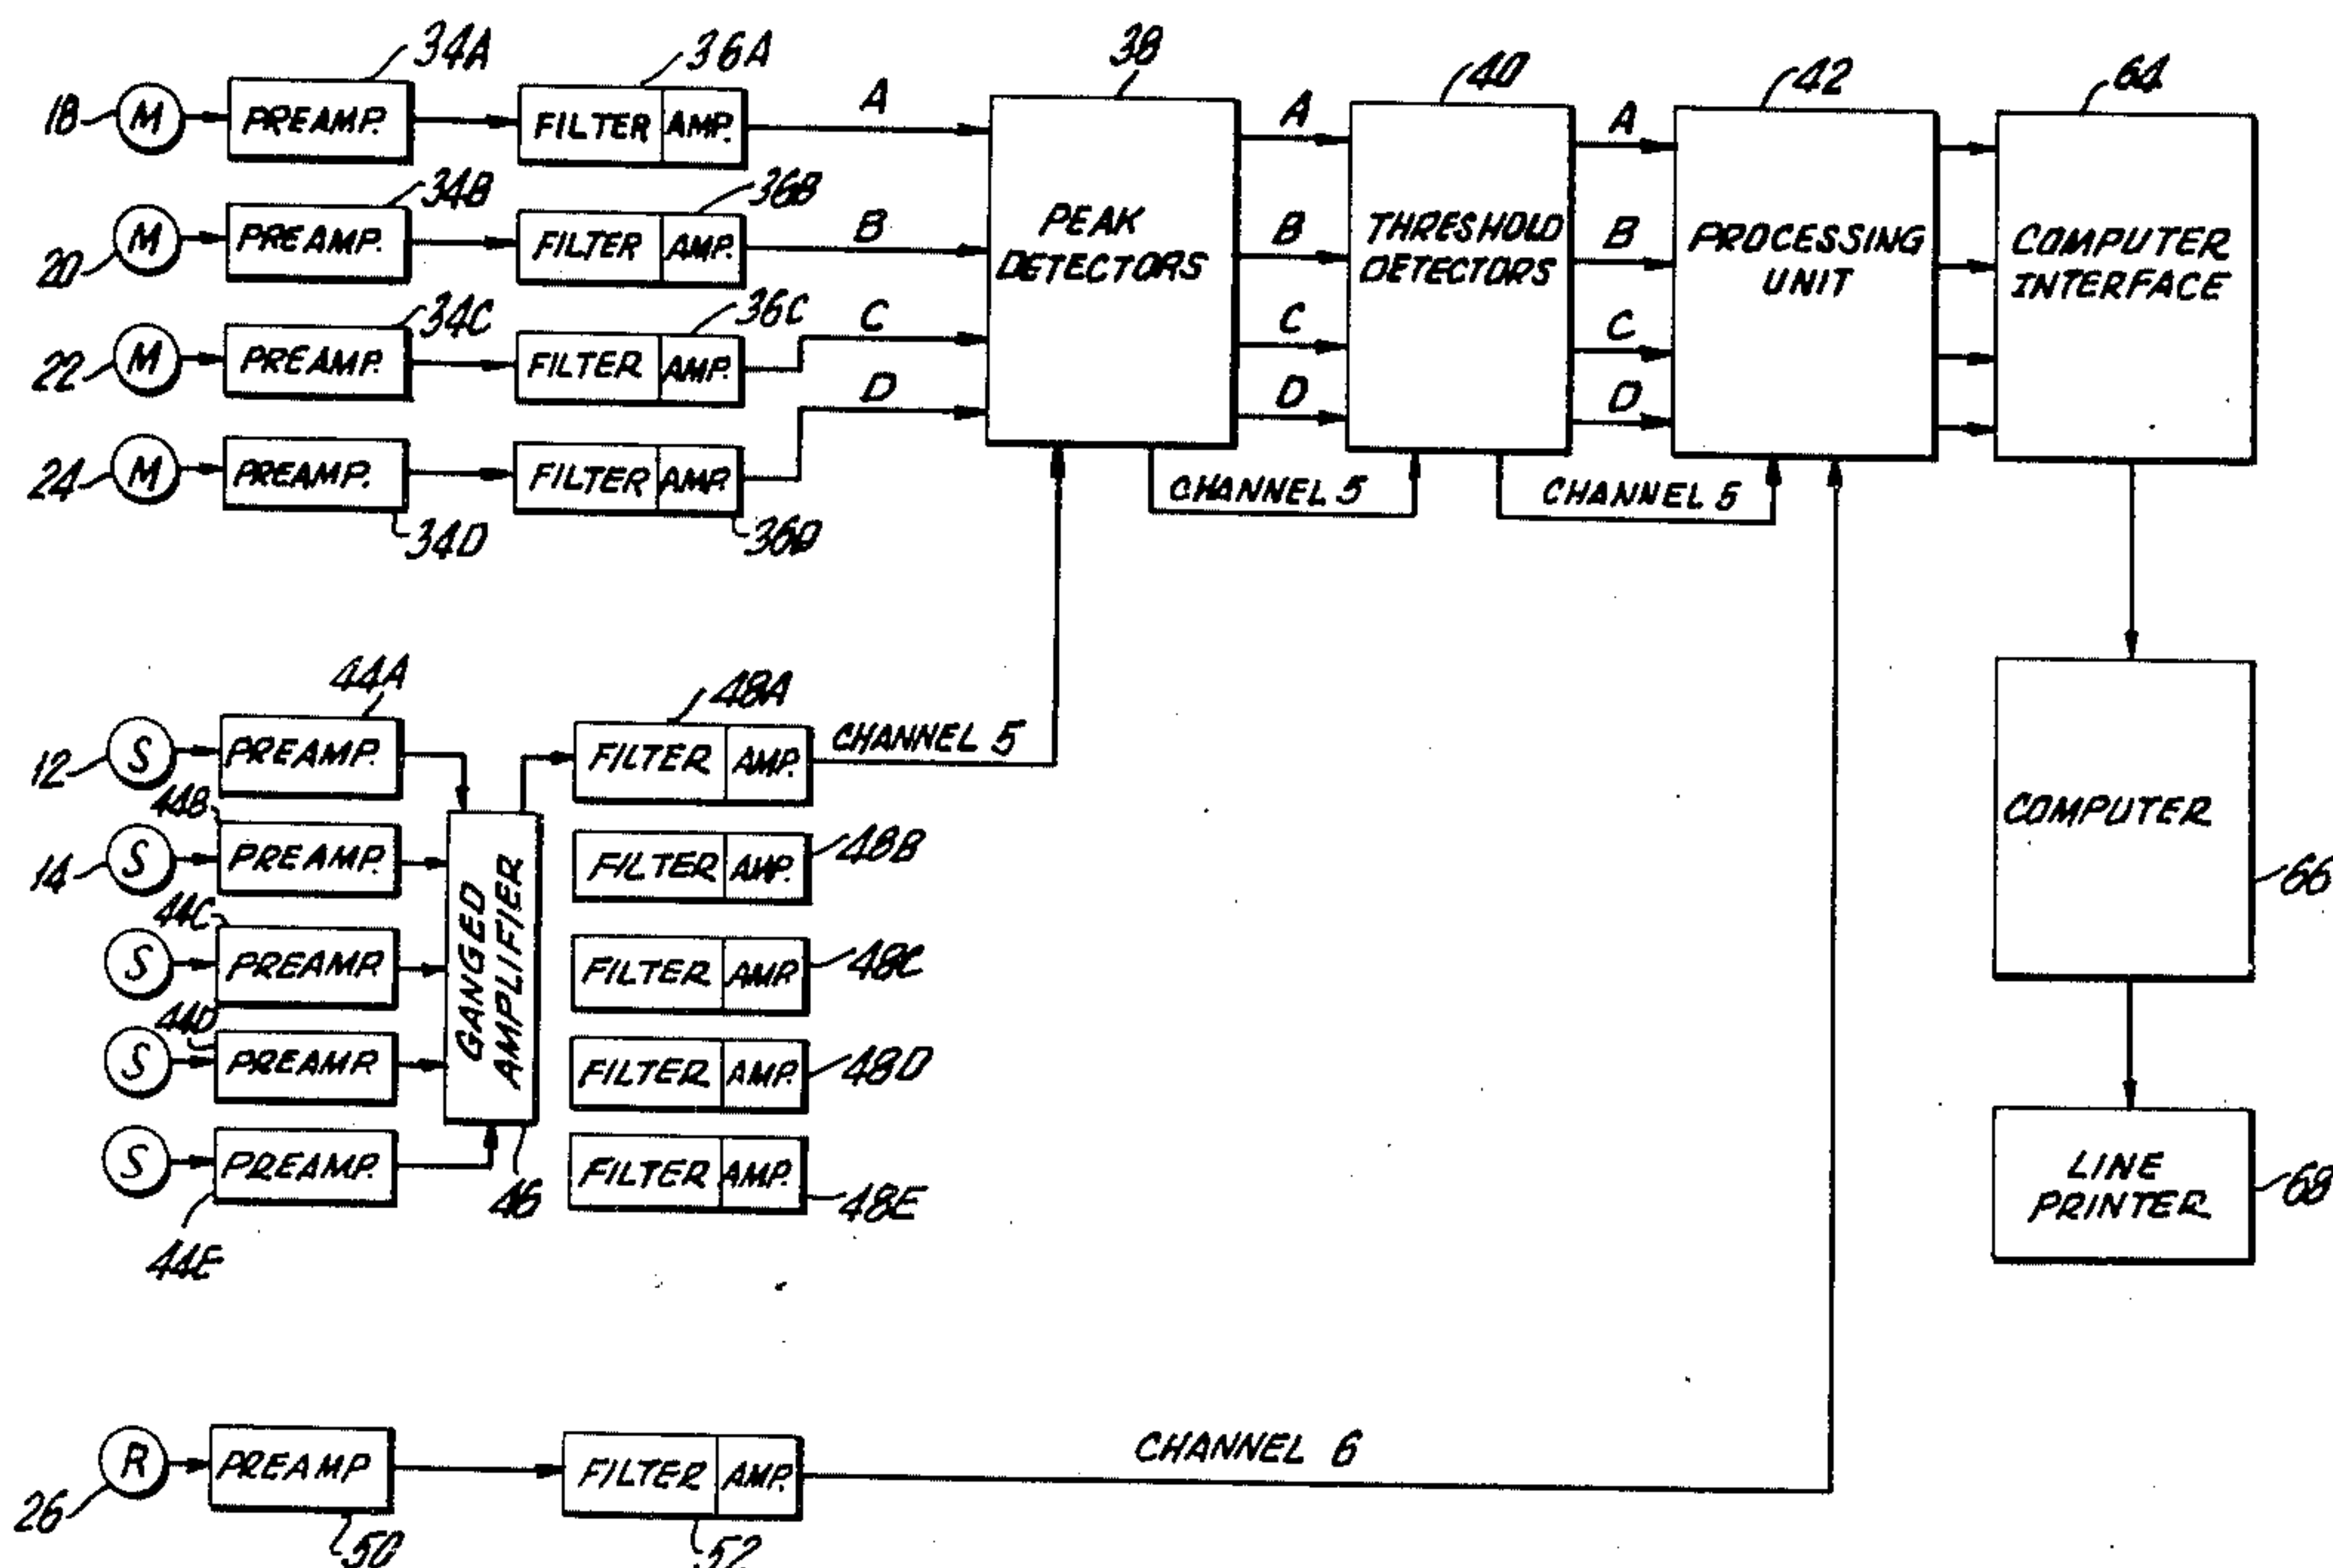 34A
36A
38
40
42
64
18 M PREAMP. FILTER AMP. A
A
A
34B
36B
20 M PREAMP. FILTER AMP. B
B
B
PEAK
DETECTORS
THRESHOLD
DETECTORS
PROCESSING
UNIT
COMPUTER
INTERFACE
34C
36C
22 M PREAMP. FILTER AMP. C
C
C
24 M PREAMP. FILTER AMP. D
D
D
34D
36D
CHANNEL 5
CHANNEL 5
44A
48A
12 S PREAMP. FILTER AMP. CHANNEL 5
44B
14 S PREAMP. FILTER AMP. 48B
COMPUTER
66
44C
S PREAMP FILTER AMP 48C
GANGED
AMPLIFIER
44D
S PREAMP FILTER AMP. 48D
S PREAMP. FILTER AMP. 48E
44E
46
LINE
PRINTER
68
26 R PREAMP FILTER AMP. CHANNEL 6
50
52